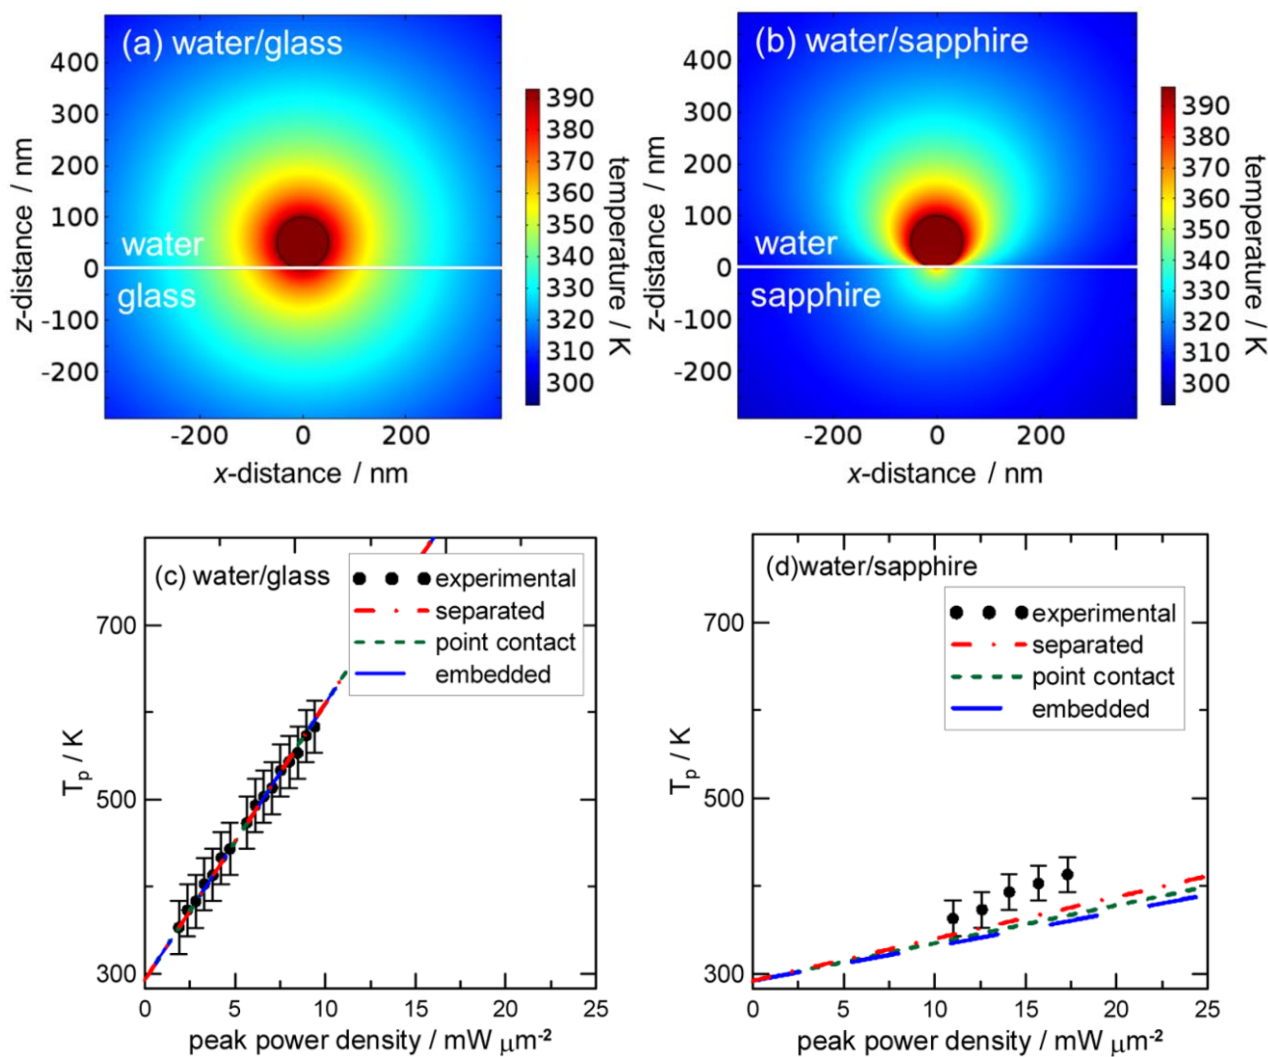 (a) water/glass
400
300
200
100
0
-100
-200
z-distance / nm
water
glass
-200 0 200
x-distance / nm
390
380
370
360
350
340
330
320
310
300
temperature / K
(b) water/sapphire
400
300
200
100
0
-100
-200
z-distance / nm
water
sapphire
-200 0 200
x-distance / nm
390
380
370
360
350
340
330
320
310
300
temperature / K
(c) water/glass
experimental
separated
point contact
embedded
700
500
300
Tp / K
0 5 10 15 20 25
peak power density / mW μm-2
(d)water/sapphire
experimental
separated
point contact
embedded
700
500
300
Tp / K
0 5 10 15 20 25
peak power density / mW μm-2